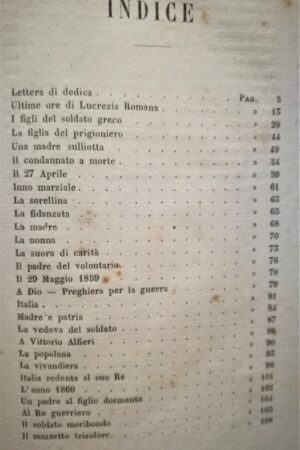 INDICE
Lettera di dedica . . . . . . . Pag. 5
Ultime ore di Lucrezia Romana . . . . » 15
I figli del soldato greco . . . . . » 29
La figlia del prigioniero . . . . . » 44
Una madre sulliotta . . . . . . » 49
Il condannato a morte . . . . . . » 54
Il 27 Aprile . . . . . . . . » 59
Inno marziale . . . . . . . . » 61
La sorellina . . . . . . . . » 63
La fidanzata . . . . . . . . » 65
La madre . . . . . . . . . » 68
La nonna . . . . . . . . . » 70
La suora di carità . . . . . . . » 75
Il padre del volontario . . . . . . » 76
Il 29 Maggio 1859 . . . . . . . » 78
A Dio — Preghiera per la guerra . . . » 79
Italia . . . . . . . . . . » 81
Madre e patria . . . . . . . . » 84
La vedova del soldato . . . . . . » 87
A Vittorio Alfieri . . . . . . . » 89
La popolana . . . . . . . . » 90
La vivandiera . . . . . . . . » 93
Italia redenta al suo Re . . . . . » 96
L'anno 1860 . . . . . . . . » 101
Un padre al figlio dormente . . . . » 102
Al Re guerriero . . . . . . . » 103
Il soldato moribondo . . . . . . » 105
Il mazzetto tricolore. . . . . . . » 108